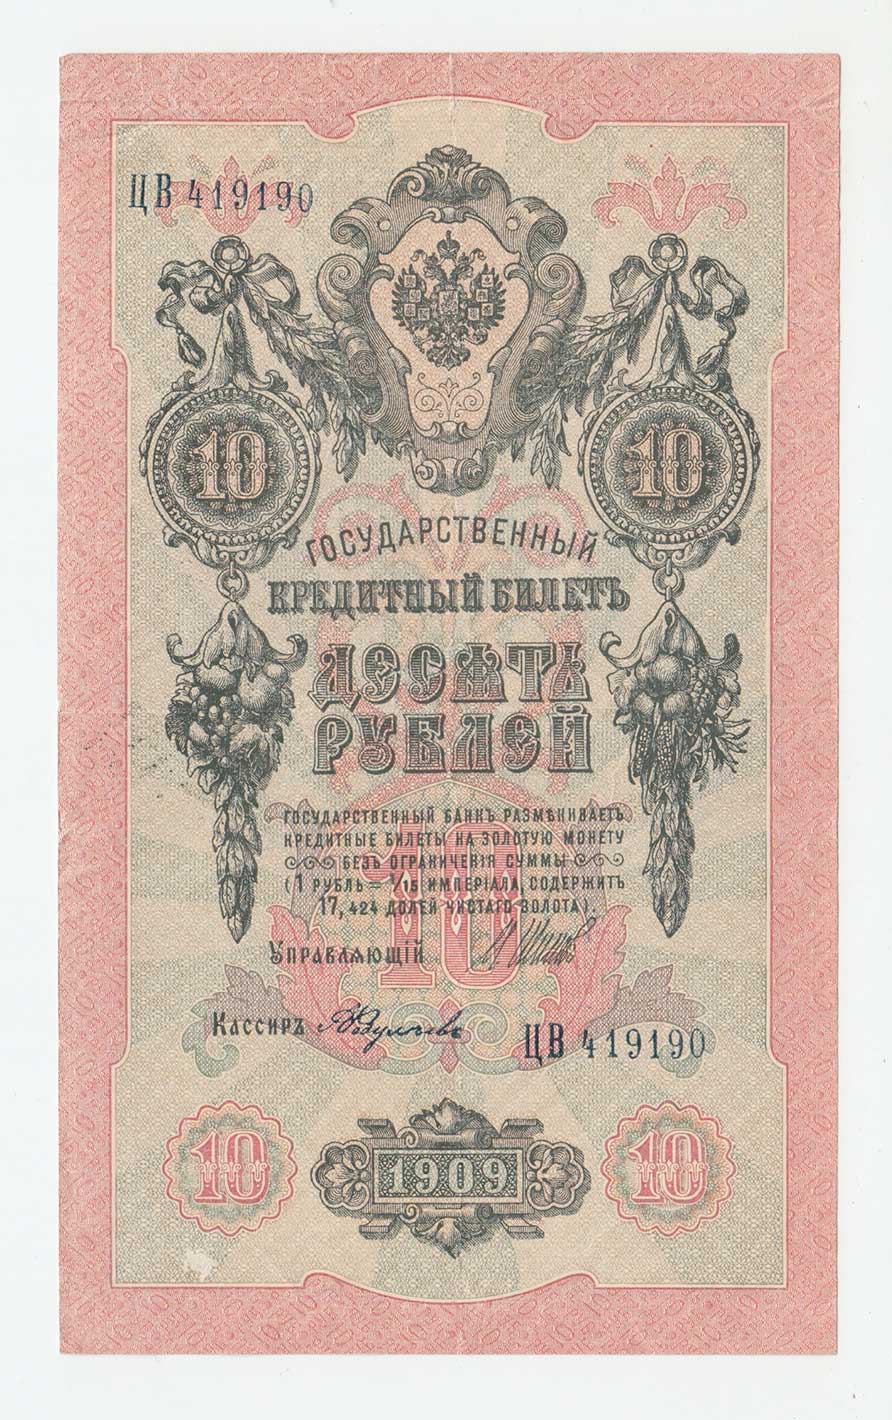 ЦВ 419190
10 10
ГОСУДАРСТВЕННЫЙ
КРЕДИТНЫЙ БИЛЕТЪ
ДЕСЯТЬ
РУБЛЕЙ
ГОСУДАРСТВЕННЫЙ БАНКЪ РАЗМѢНИВАЕТЪ
КРЕДИТНЫЕ БИЛЕТЫ НА ЗОЛОТУЮ МОНЕТУ
БЕЗЪ ОГРАНИЧЕНІЯ СУММЫ
(1 РУБЛЬ = 1/15 ИМПЕРІАЛА, СОДЕРЖИТЪ
17,424 ДОЛЕЙ ЧИСТАГО ЗОЛОТА).
10
УПРАВЛЯЮЩІЙ
КАССИРЪ
ЦВ 419190
10 1909 10